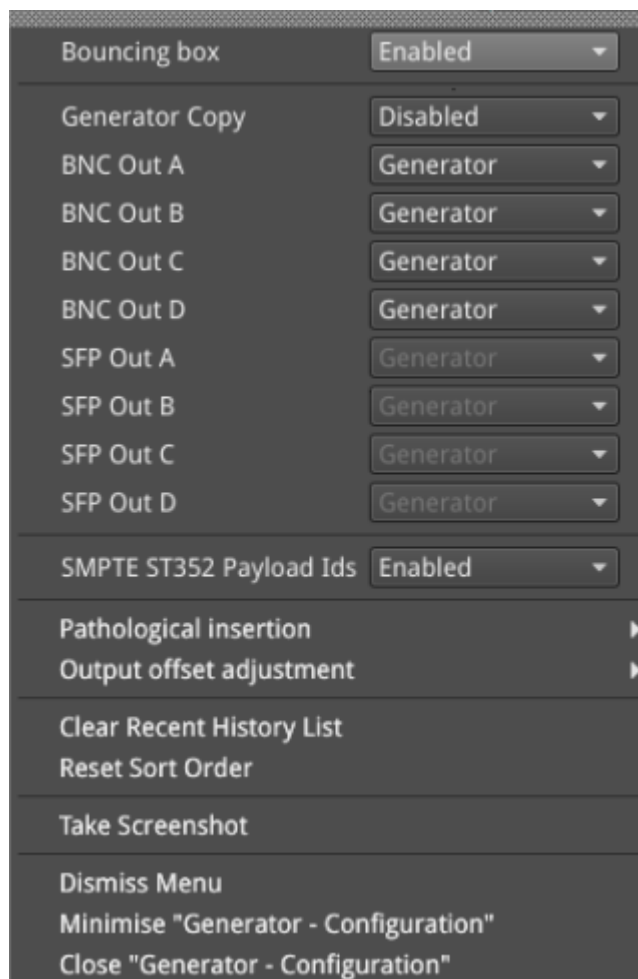 Bouncing box Enabled
Generator Copy Disabled
BNC Out A Generator
BNC Out B Generator
BNC Out C Generator
BNC Out D Generator
SFP Out A Generator
SFP Out B Generator
SFP Out C Generator
SFP Out D Generator
SMPTE ST352 Payload Ids Enabled
Pathological insertion
Output offset adjustment
Clear Recent History List
Reset Sort Order
Take Screenshot
Dismiss Menu
Minimise "Generator - Configuration"
Close "Generator - Configuration"